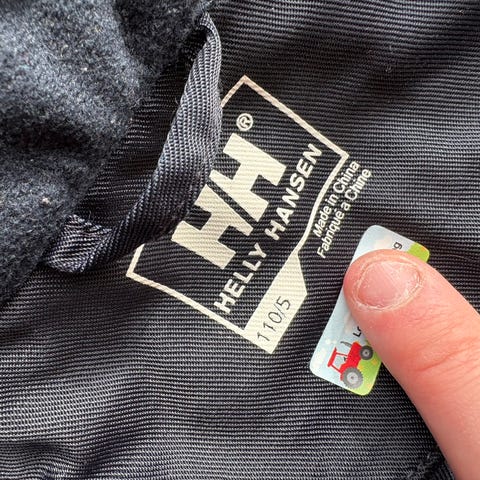 HH®
HELLY HANSEN
110/5
Made in China
Fabriqué a Chine